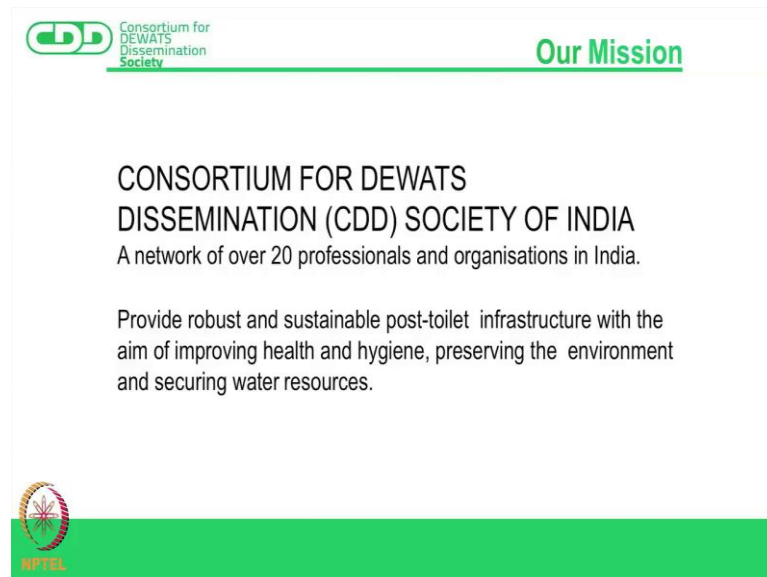 CDD
Consortium for
DEWATS
Dissemination
Society
Our Mission
CONSORTIUM FOR DEWATS
DISSEMINATION (CDD) SOCIETY OF INDIA
A network of over 20 professionals and organisations in India.
Provide robust and sustainable post-toilet infrastructure with the
aim of improving health and hygiene, preserving the environment
and securing water resources.
NPTEL